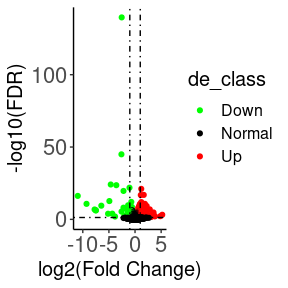 -log10(FDR)
100
50
0
-10 -5 0 5
log2(Fold Change)
de_class
Down
Normal
Up